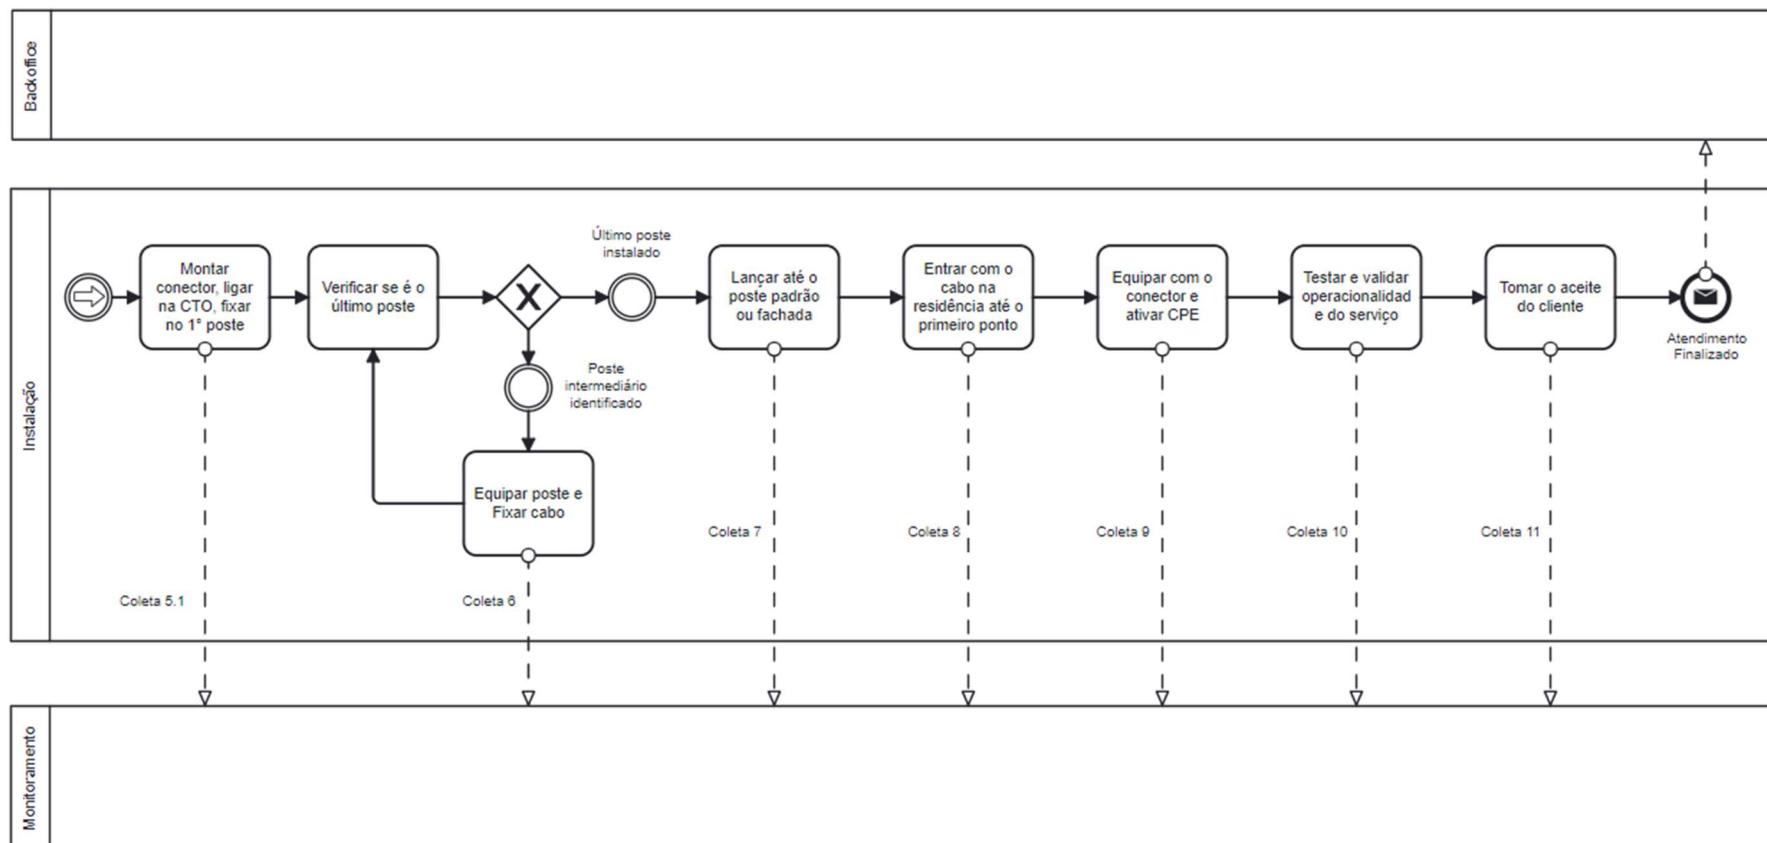 Backoffice
Instalação
Último poste
instalado
Montar
conector, ligar
na CTO, fixar
no 1° poste
Verificar se é o
último poste
X
Lançar até o
poste padrão
ou fachada
Entrar com o
cabo na
residência até o
primeiro ponto
Equipar com o
conector e
ativar CPE
Testar e validar
operacionalidad
e do serviço
Tomar o aceite
do cliente
Atendimento
Finalizado
Poste
intermediário
identificado
Equipar poste e
Fixar cabo
Coleta 5.1
Coleta 6
Coleta 7
Coleta 8
Coleta 9
Coleta 10
Coleta 11
Monitoramento